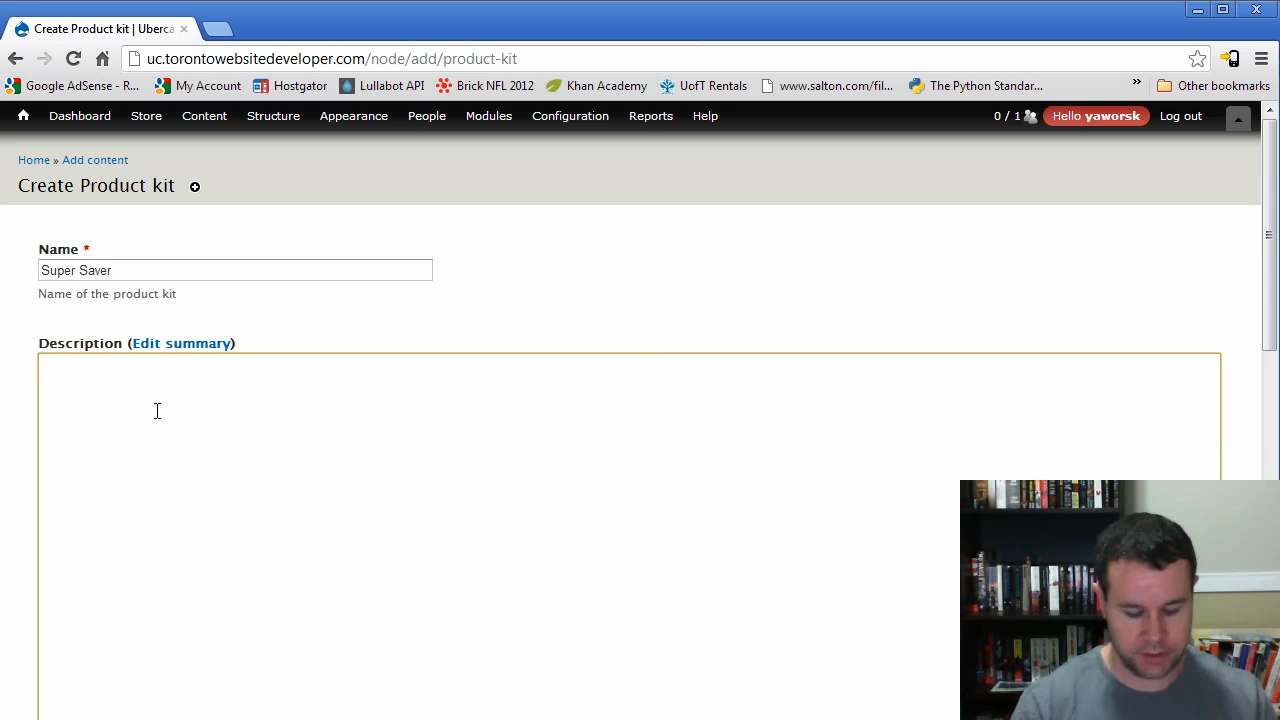 Create Product kit | Uberca
uc.torontowebsitedeveloper.com/node/add/product-kit
Google AdSense - R... My Account Hostgator Lullabot API Brick NFL 2012 Khan Academy UofT Rentals www.salton.com/fil... The Python Standar... » Other bookmarks
Dashboard Store Content Structure Appearance People Modules Configuration Reports Help 0 / 1 Hello yaworsk Log out
Home » Add content
Create Product kit
Name *
Super Saver
Name of the product kit
Description (Edit summary)